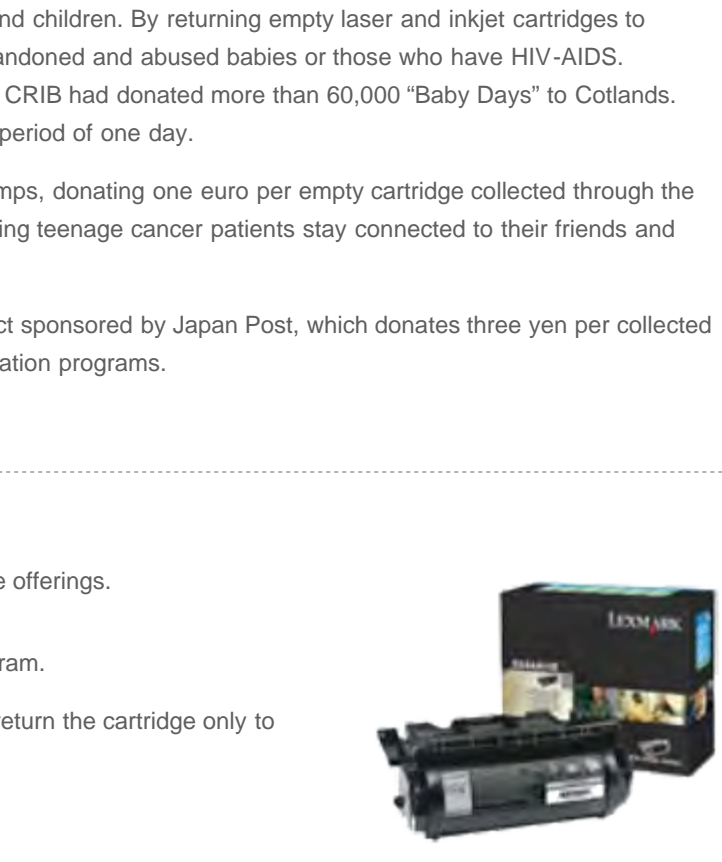 nd children. By returning empty laser and inkjet cartridges to
andoned and abused babies or those who have HIV-AIDS.
CRIB had donated more than 60,000 “Baby Days” to Cotlands.
period of one day.
mps, donating one euro per empty cartridge collected through the
ing teenage cancer patients stay connected to their friends and
ct sponsored by Japan Post, which donates three yen per collected
ation programs.
e offerings.
LEXMARK
ram.
return the cartridge only to